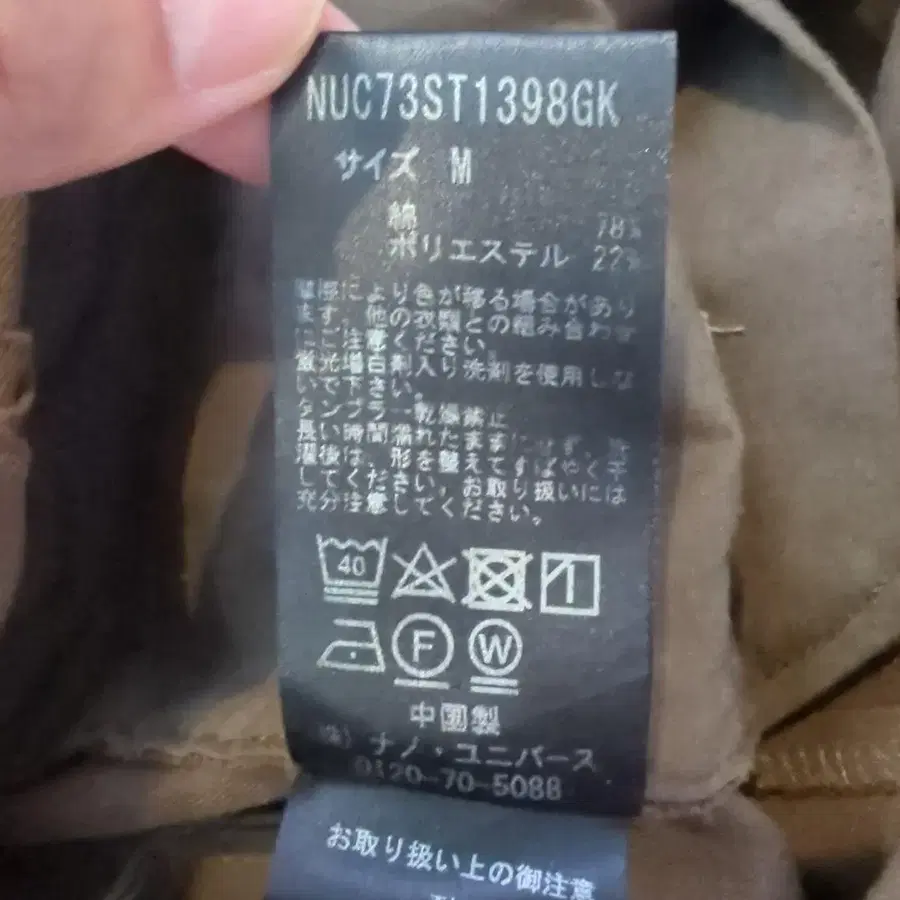 NUC73ST1398GK
サイズ M
綿 78%
ポリエステル 22%
により色が移る場合があり
ます。他の衣類との組み合わせ
にご注意ください。
蛍光増白剤入り洗剤を使用しな
いで下さい。
タンブラー乾燥禁止
長い時間濡れたままにせず、洗
濯後は、形を整えてすばやく干
してください。お取り扱いには
充分注意してください。
40
F W
中国製
(株) ナノ・ユニバース
0120-70-5088
お取り扱い上の御注意